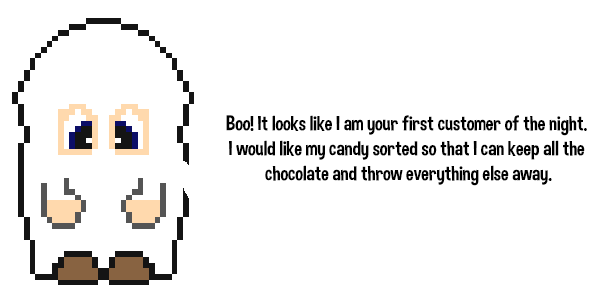 Boo! It looks like I am your first customer of the night.
I would like my candy sorted so that I can keep all the
chocolate and throw everything else away.